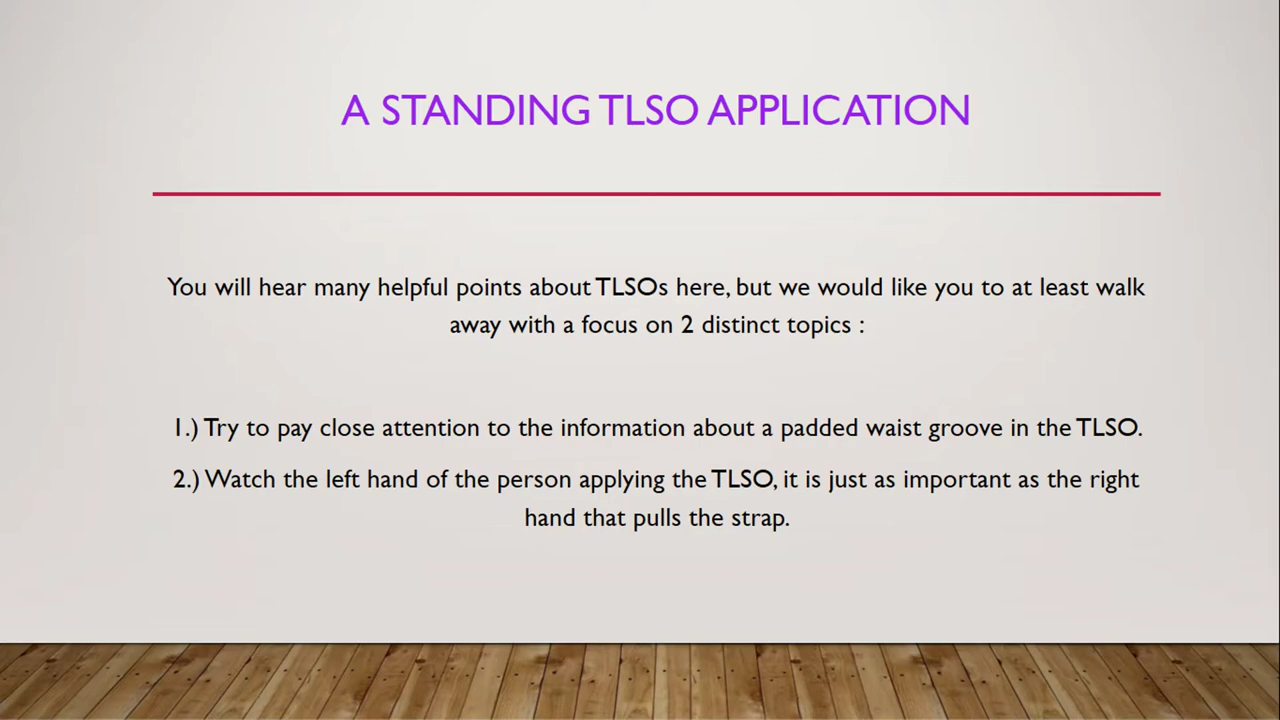 A STANDING TLSO APPLICATION
You will hear many helpful points about TLSOs here, but we would like you to at least walk
away with a focus on 2 distinct topics :
1.) Try to pay close attention to the information about a padded waist groove in the TLSO.
2.) Watch the left hand of the person applying the TLSO, it is just as important as the right
hand that pulls the strap.